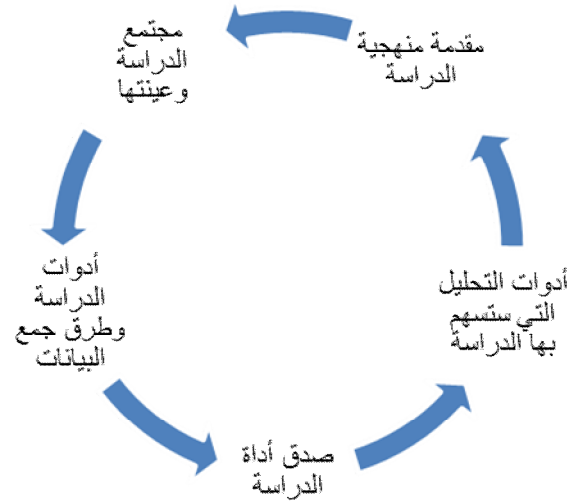 مقدمة منهجية
الدراسة
مجتمع
الدراسة
وعينتها
أدوات
الدراسة
وطرق جمع
البيانات
صدق أداة
الدراسة
أدوات التحليل
التي ستسهم
بها الدراسة